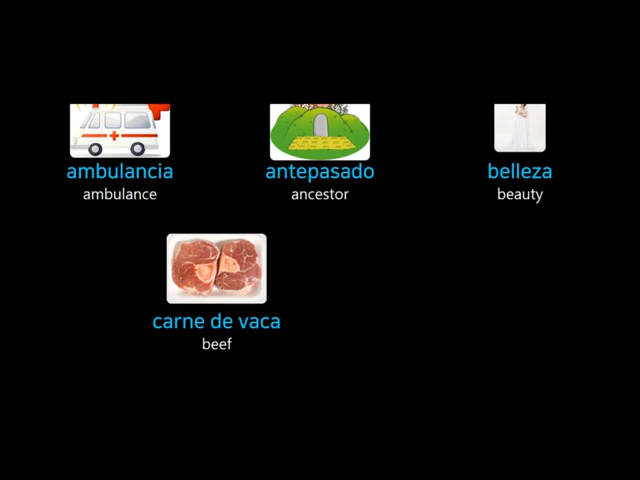 ambulancia
ambulance
antepasado
ancestor
belleza
beauty
carne de vaca
beef